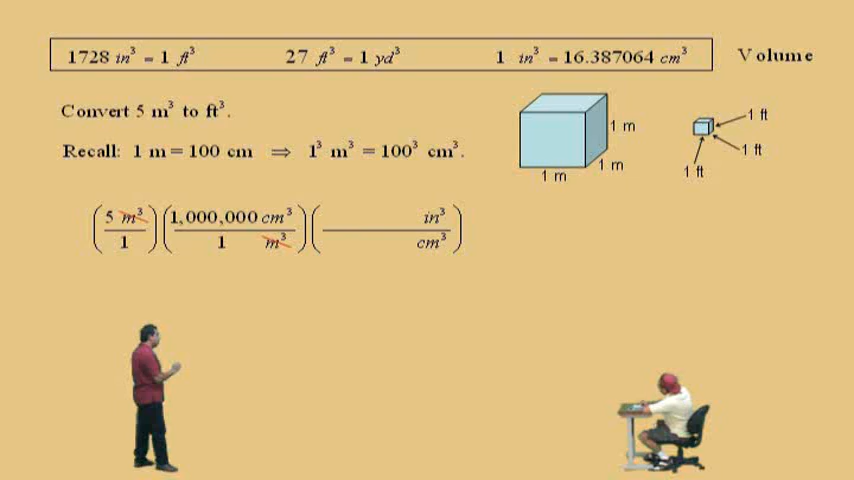 1728 in³ = 1 ft³ 27 ft³ = 1 yd³ 1 in³ = 16.387064 cm³ Volume
Convert 5 m³ to ft³.
Recall: 1 m = 100 cm ⇒ 1³ m³ = 100³ cm³.
1 m
1 m
1 m
1 ft
1 ft
1 ft
(5 m³ / 1)(1,000,000 cm³ / 1 m³)( in³ / cm³)